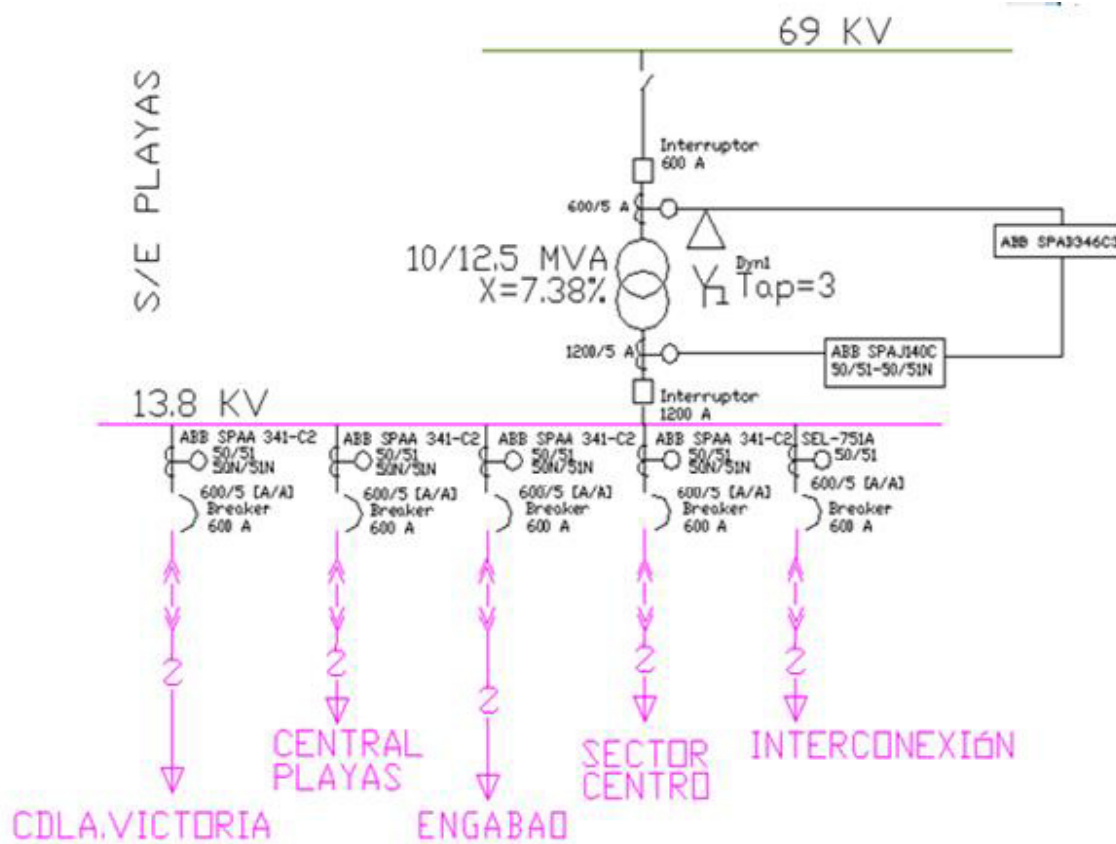 69 KV
S/E PLAYAS
Interruptor
600 A
600/5 A
ABB SPAD346C3
10/12.5 MVA
X=7.38%
Dyn1
Tap=3
1200/5 A
ABB SPAJ140C
50/51-50/51N
Interruptor
1200 A
13.8 KV
ABB SPAA 341-C2
50/51
50N/51N
600/5 [A/A]
Breaker
600 A
ABB SPAA 341-C2
50/51
50N/51N
600/5 [A/A]
Breaker
600 A
ABB SPAA 341-C2
50/51
50N/51N
600/5 [A/A]
Breaker
600 A
ABB SPAA 341-C2
50/51
50N/51N
600/5 [A/A]
Breaker
600 A
SEL-751A
50/51
600/5 [A/A]
Breaker
600 A
CDLA.VICTORIA
CENTRAL
PLAYAS
ENGABAO
SECTOR
CENTRO
INTERCONEXIóN